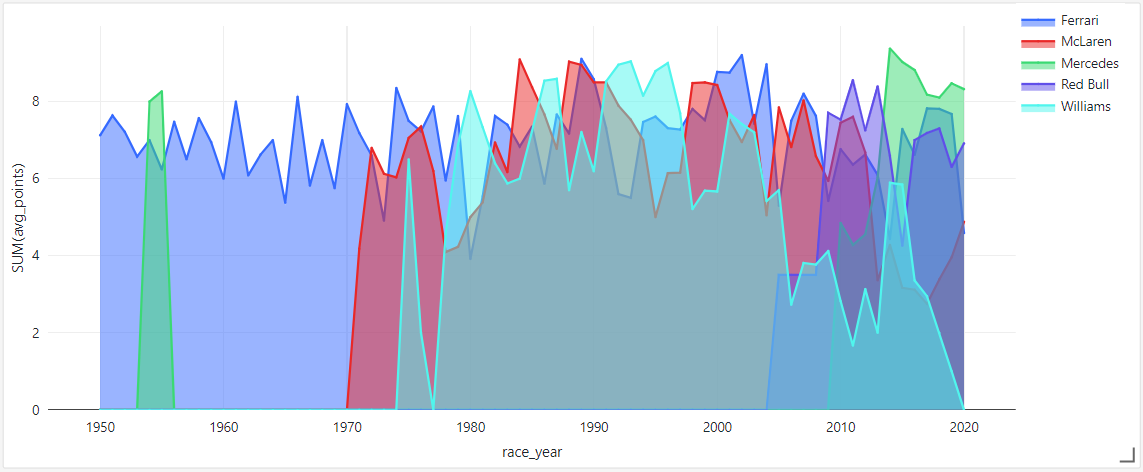 Ferrari
McLaren
Mercedes
Red Bull
Williams
SUM(avg_points)
8
6
4
2
0
1950 1960 1970 1980 1990 2000 2010 2020
race_year